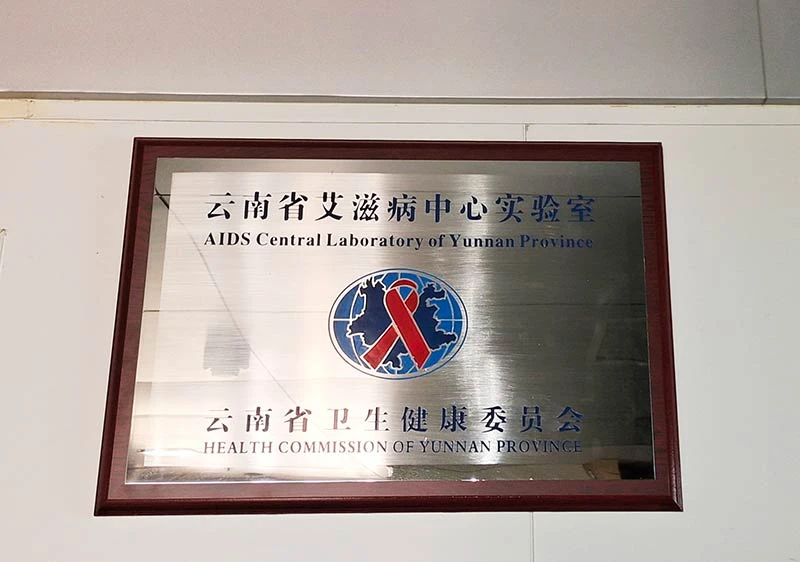 云南省艾滋病中心实验室
AIDS Central Laboratory of Yunnan Province
云南省卫生健康委员会
HEALTH COMMISSION OF YUNNAN PROVINCE